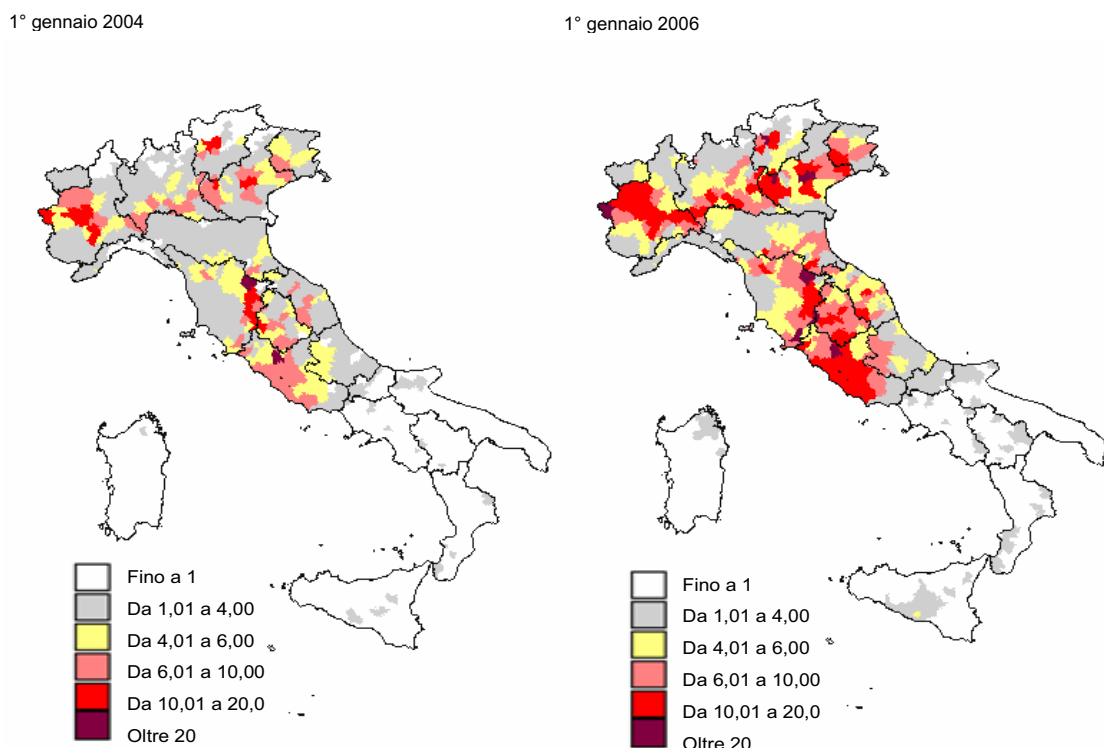 1° gennaio 2004
1° gennaio 2006
Fino a 1
Da 1,01 a 4,00
Da 4,01 a 6,00
Da 6,01 a 10,00
Da 10,01 a 20,0
Oltre 20
Fino a 1
Da 1,01 a 4,00
Da 4,01 a 6,00
Da 6,01 a 10,00
Da 10,01 a 20,0
Oltre 20